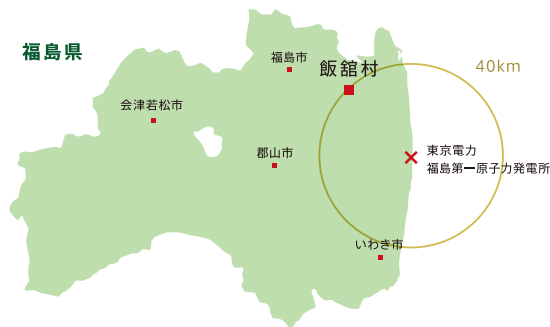 福島県
福島市
飯舘村
40km
会津若松市
郡山市
東京電力
福島第一原子力発電所
いわき市